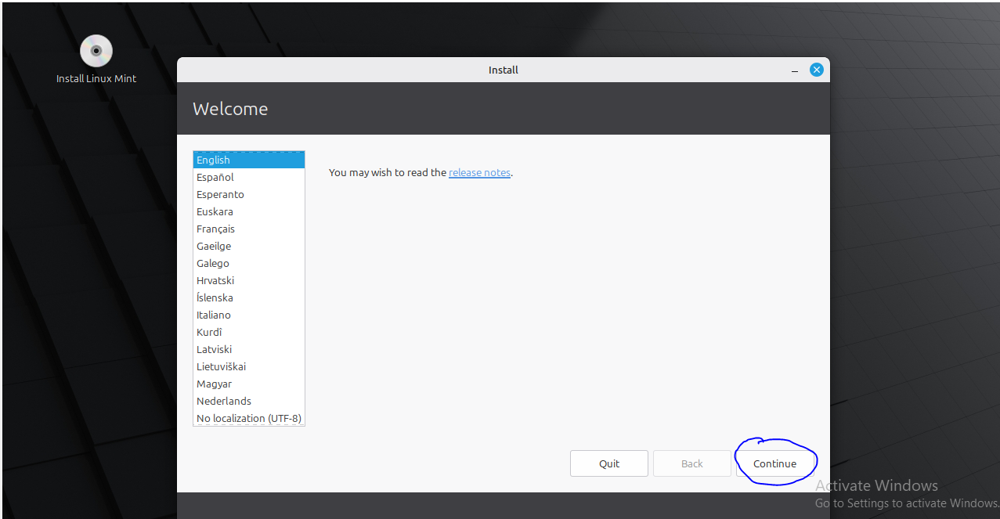 Install Linux Mint
Install
Welcome
English
Español
Esperanto
Euskara
Français
Gaeilge
Galego
Hrvatski
Íslenska
Italiano
Kurdî
Latviski
Lietuviškai
Magyar
Nederlands
No localization (UTF-8)
You may wish to read the release notes.
Quit
Back
Continue
Activate Windows
Go to Settings to activate Windows.